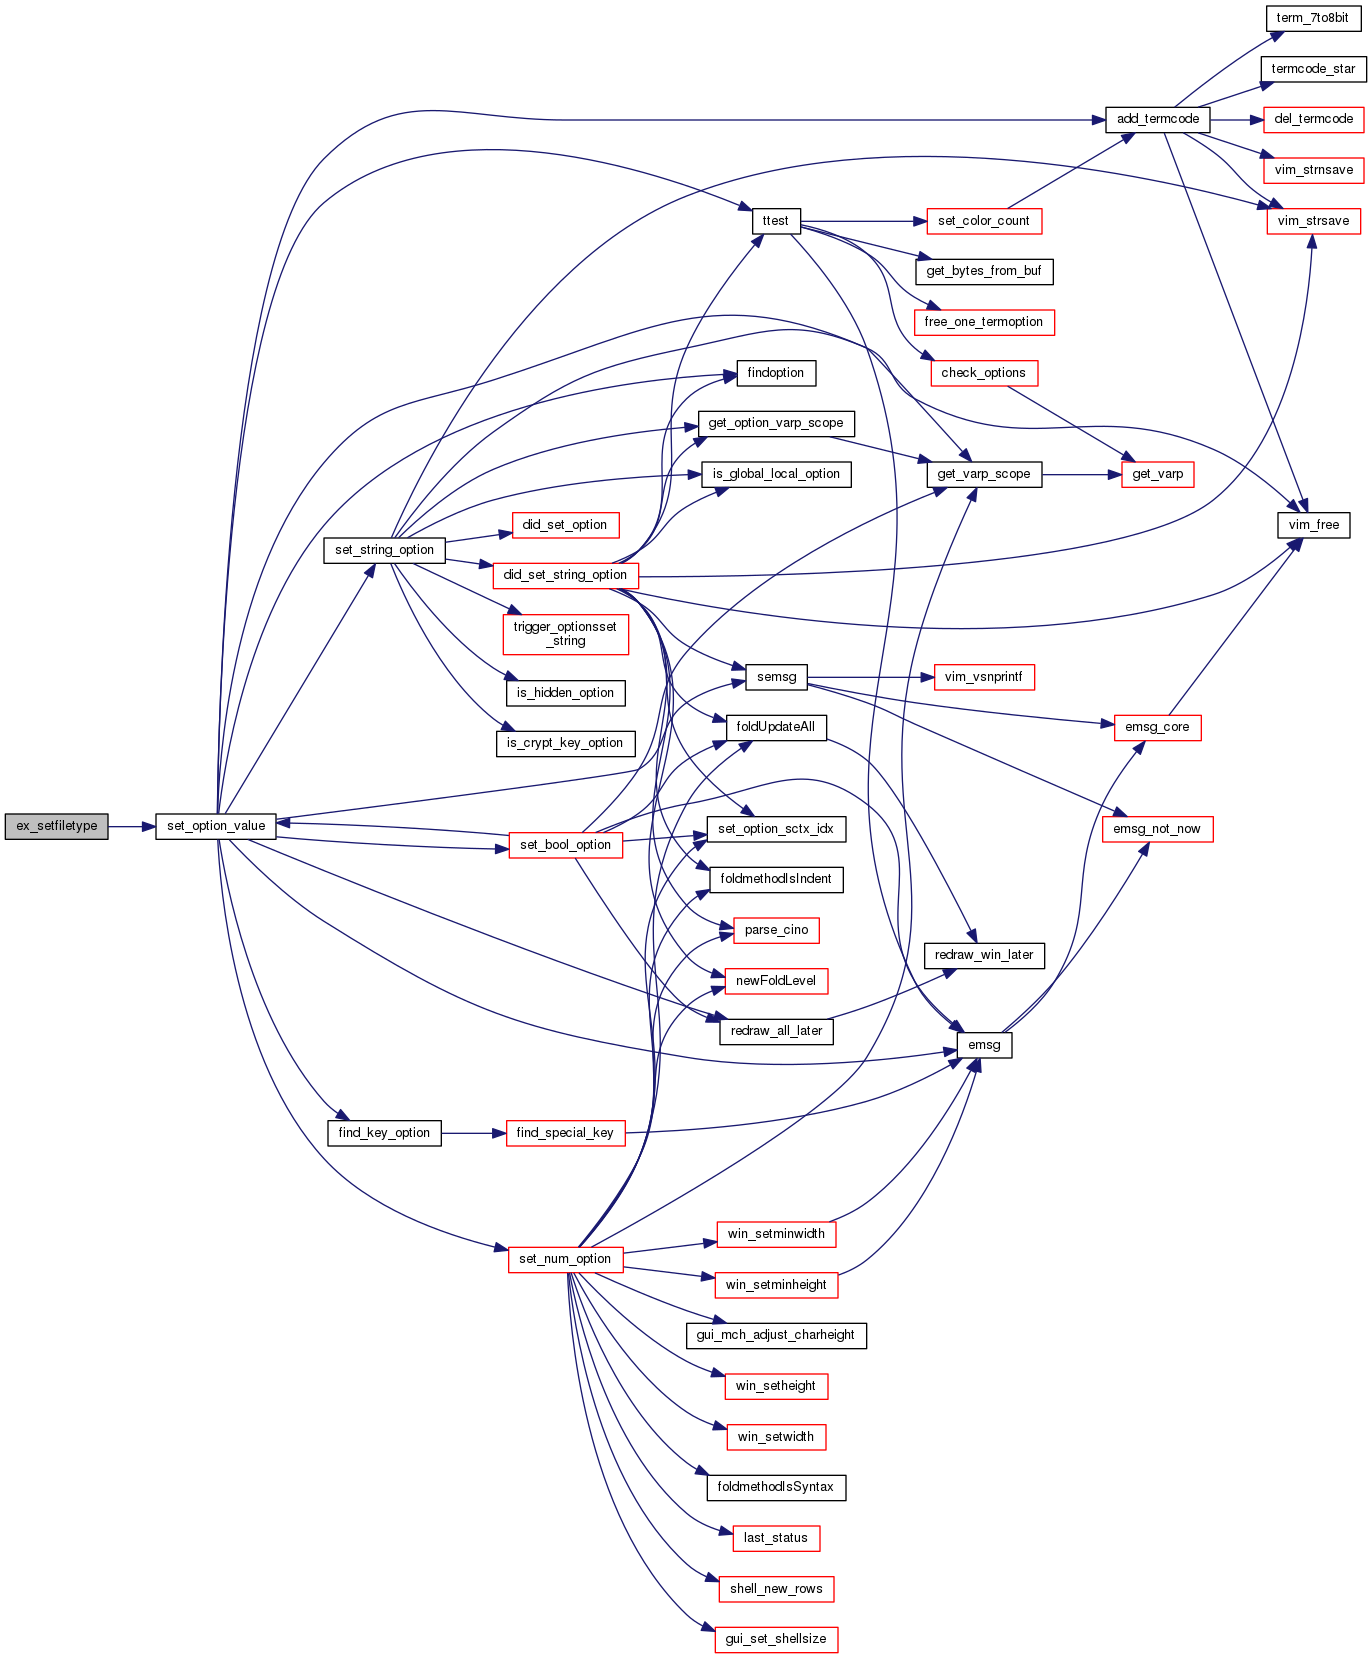 term_7to8bit
termcode_star
add_termcode
del_termcode
vim_strnsave
ttest
set_color_count
vim_strsave
get_bytes_from_buf
free_one_termoption
findoption
check_options
get_option_varp_scope
is_global_local_option
get_varp_scope
get_varp
did_set_option
vim_free
set_string_option
did_set_string_option
trigger_optionsset
_string
semsg
vim_vsnprintf
is_hidden_option
foldUpdateAll
emsg_core
is_crypt_key_option
ex_setfiletype
set_option_value
set_option_sctx_idx
emsg_not_now
set_bool_option
foldmethodIsIndent
parse_cino
redraw_win_later
newFoldLevel
redraw_all_later
emsg
find_key_option
find_special_key
win_setminwidth
set_num_option
win_setminheight
gui_mch_adjust_charheight
win_setheight
win_setwidth
foldmethodIsSyntax
last_status
shell_new_rows
gui_set_shellsize